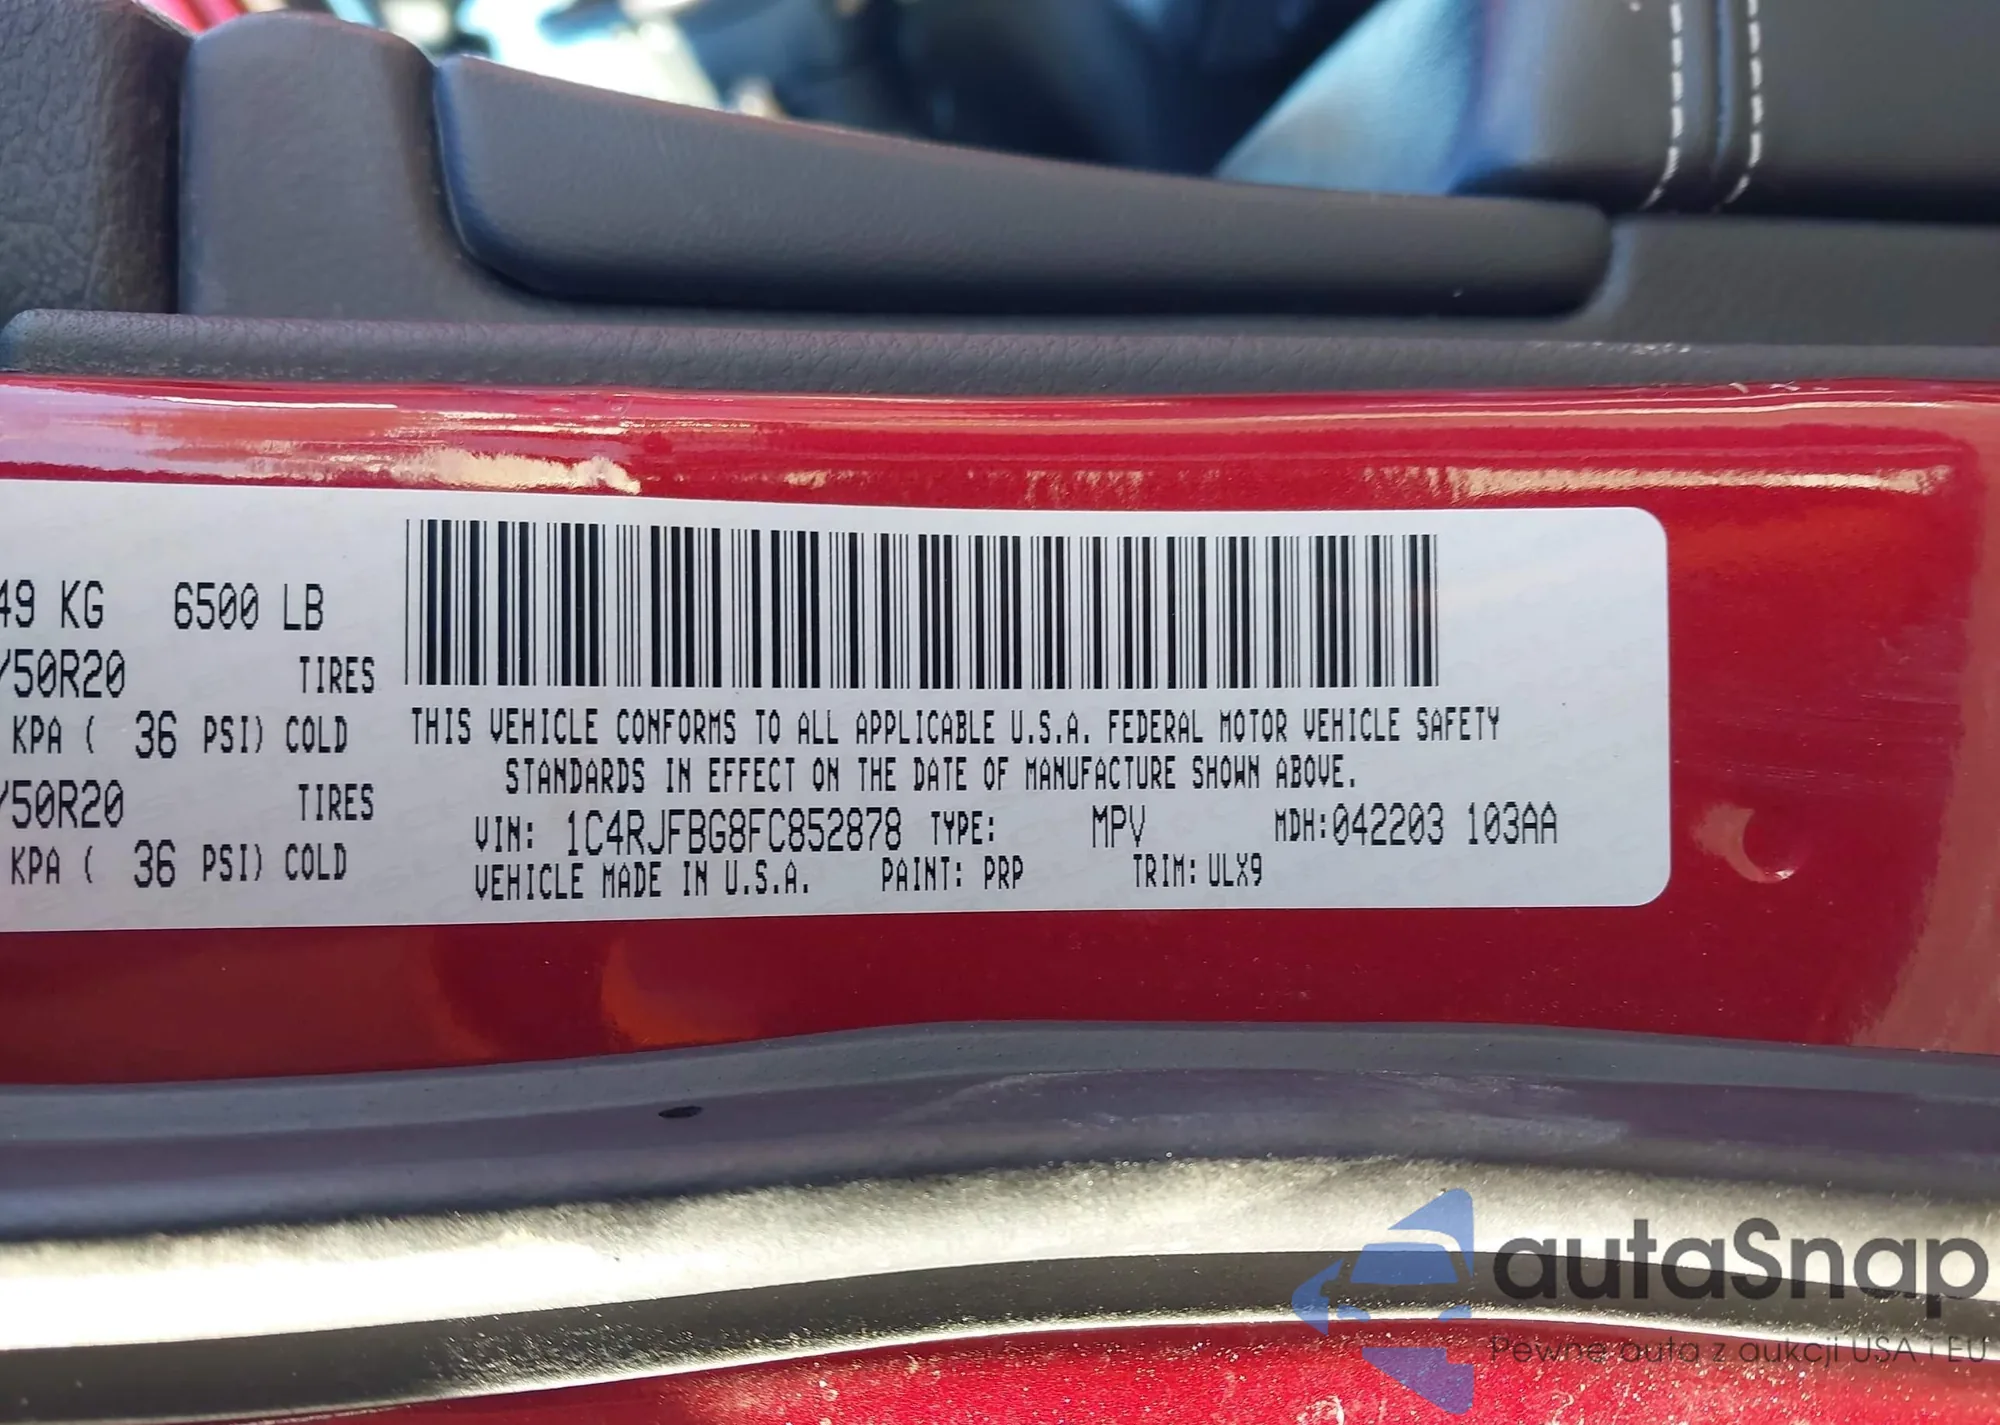 49 KG 6500 LB
/50R20 TIRES
KPA ( 36 PSI) COLD
/50R20 TIRES
KPA ( 36 PSI) COLD
THIS VEHICLE CONFORMS TO ALL APPLICABLE U.S.A. FEDERAL MOTOR VEHICLE SAFETY
STANDARDS IN EFFECT ON THE DATE OF MANUFACTURE SHOWN ABOVE.
VIN: 1C4RJFBG8FC852878 TYPE: MPV MDH:042203 103AA
VEHICLE MADE IN U.S.A. PAINT: PRP TRIM: ULX9
autaSnap
Pewne auta z aukcji USA i EU